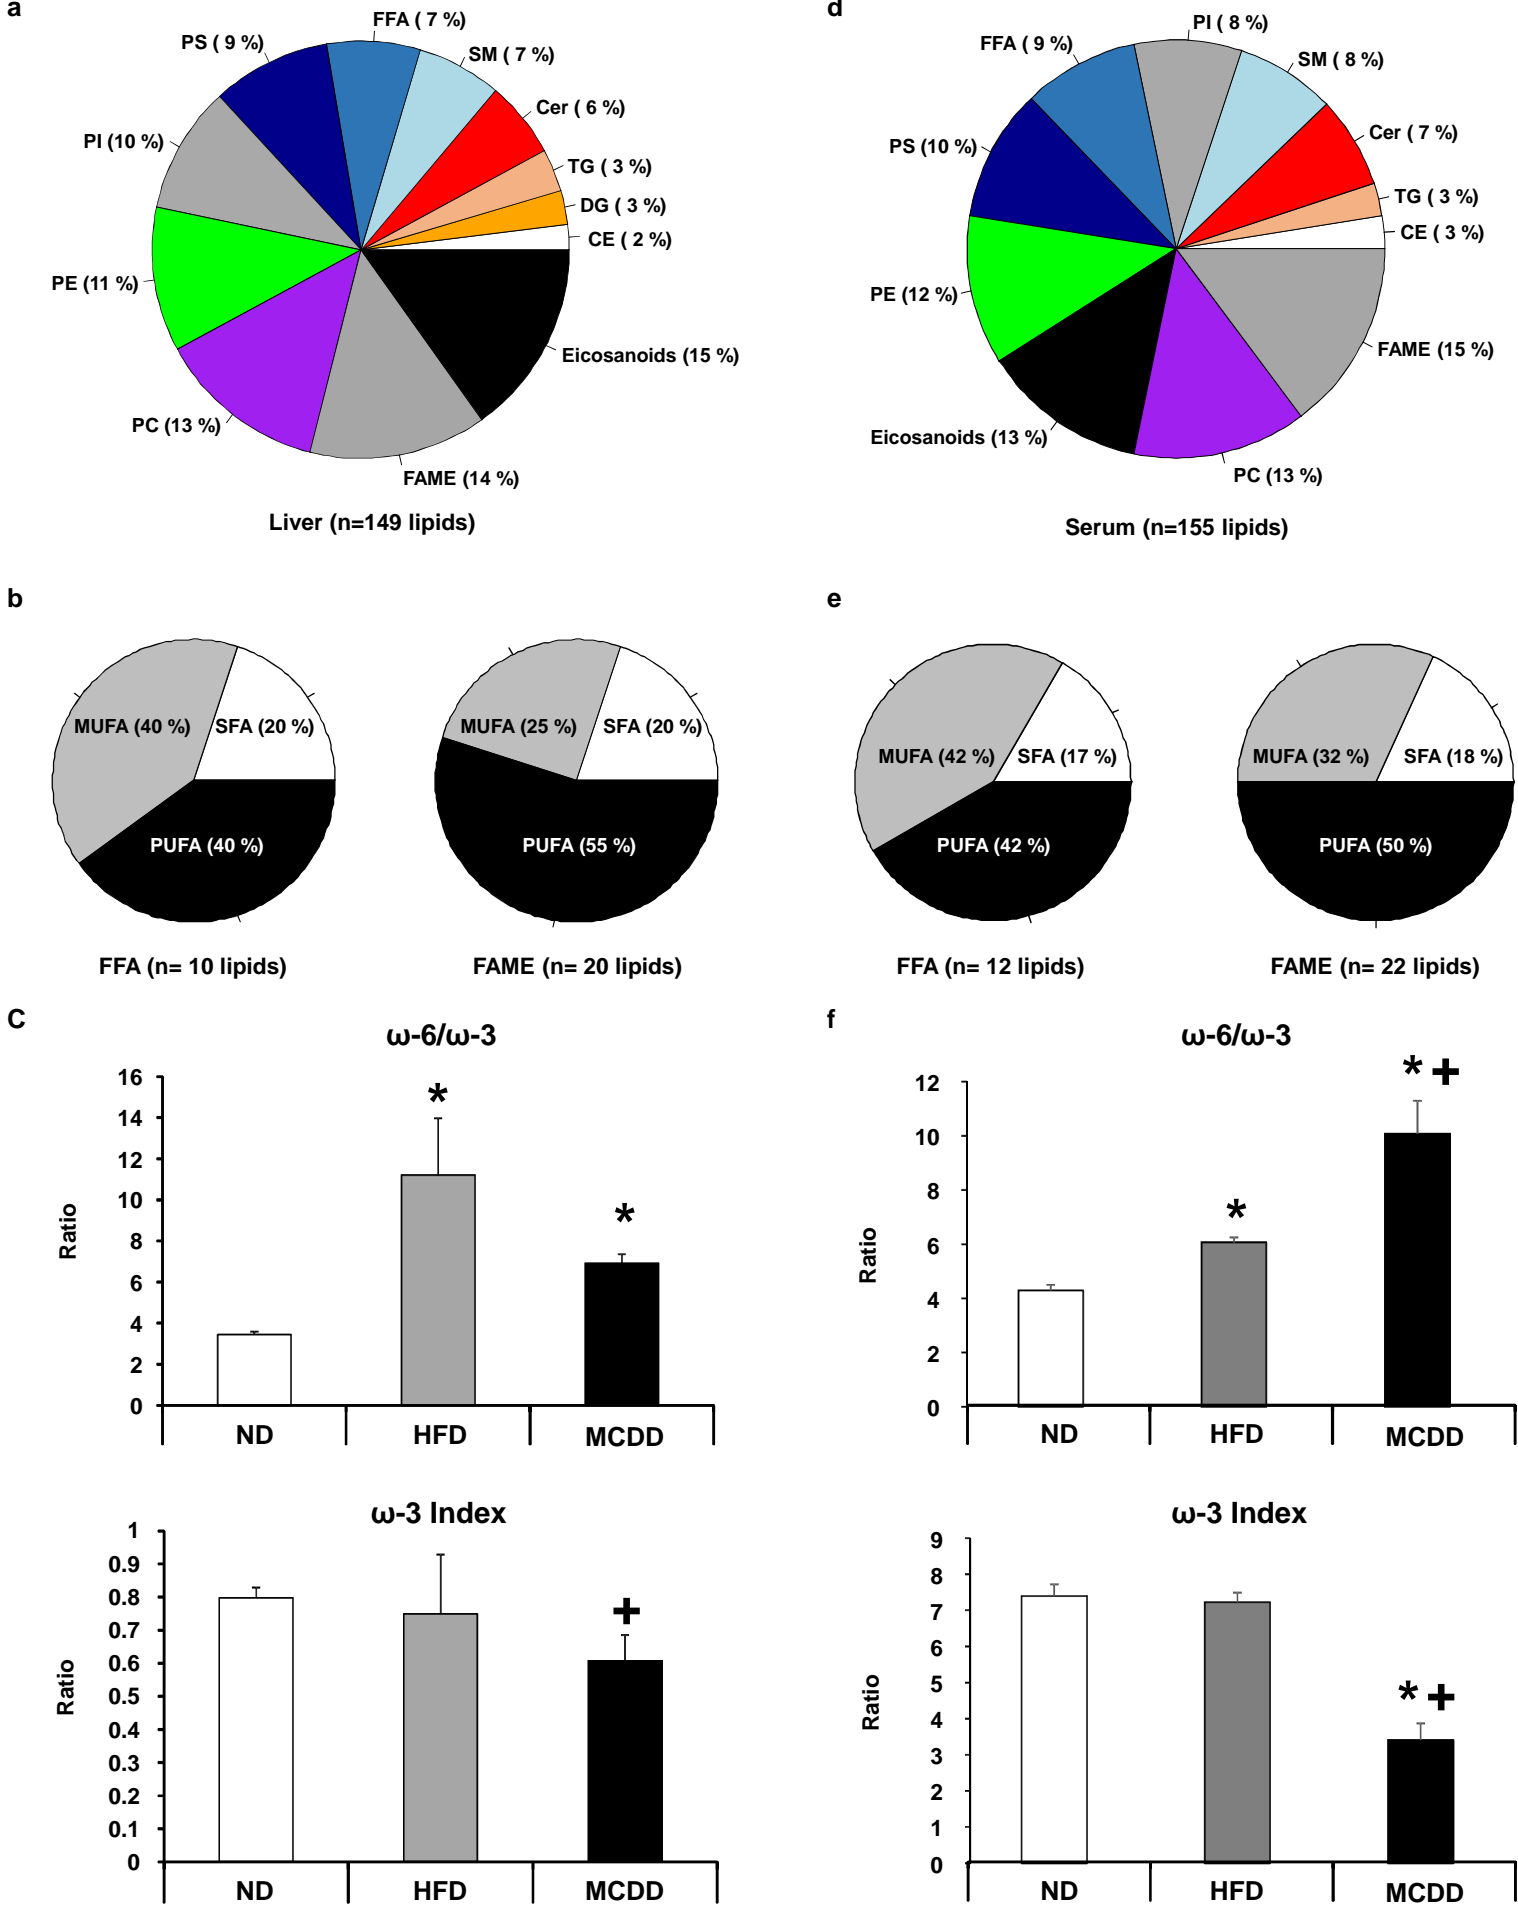 a
FFA ( 7 %)
PS ( 9 %)
SM ( 7 %)
Cer ( 6 %)
PI (10 %)
TG ( 3 %)
DG ( 3 %)
CE ( 2 %)
PE (11 %)
Eicosanoids (15 %)
PC (13 %)
FAME (14 %)
Liver (n=149 lipids)
d
PI ( 8 %)
FFA ( 9 %)
SM ( 8 %)
Cer ( 7 %)
PS (10 %)
TG ( 3 %)
CE ( 3 %)
PE (12 %)
FAME (15 %)
Eicosanoids (13 %)
PC (13 %)
Serum (n=155 lipids)
b
MUFA (40 %)
SFA (20 %)
PUFA (40 %)
FFA (n= 10 lipids)
MUFA (25 %)
SFA (20 %)
PUFA (55 %)
FAME (n= 20 lipids)
e
MUFA (42 %)
SFA (17 %)
PUFA (42 %)
FFA (n= 12 lipids)
MUFA (32 %)
SFA (18 %)
PUFA (50 %)
FAME (n= 22 lipids)
C
ω-6/ω-3
16
14
12
10
8
6
4
2
0
Ratio
*
*
ND
HFD
MCDD
ω-3 Index
1
0.9
0.8
0.7
0.6
0.5
0.4
0.3
0.2
0.1
0
Ratio
+
ND
HFD
MCDD
f
ω-6/ω-3
12
10
8
6
4
2
0
Ratio
*
* +
ND
HFD
MCDD
ω-3 Index
9
8
7
6
5
4
3
2
1
0
Ratio
* +
ND
HFD
MCDD